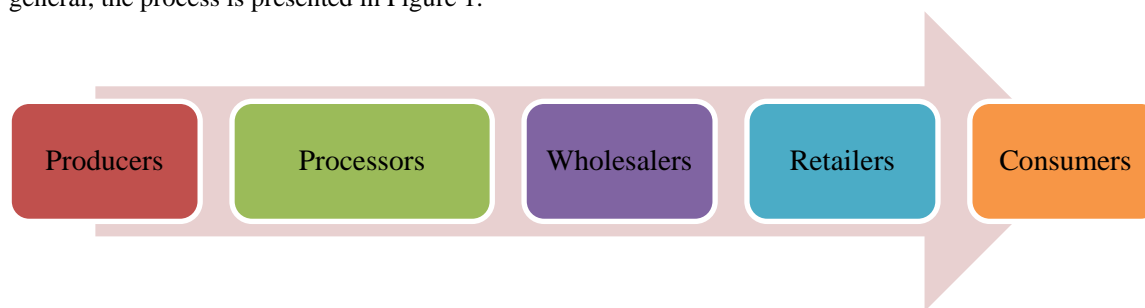 general, the process is presented in Figure 1.
Producers Processors Wholesalers Retailers Consumers